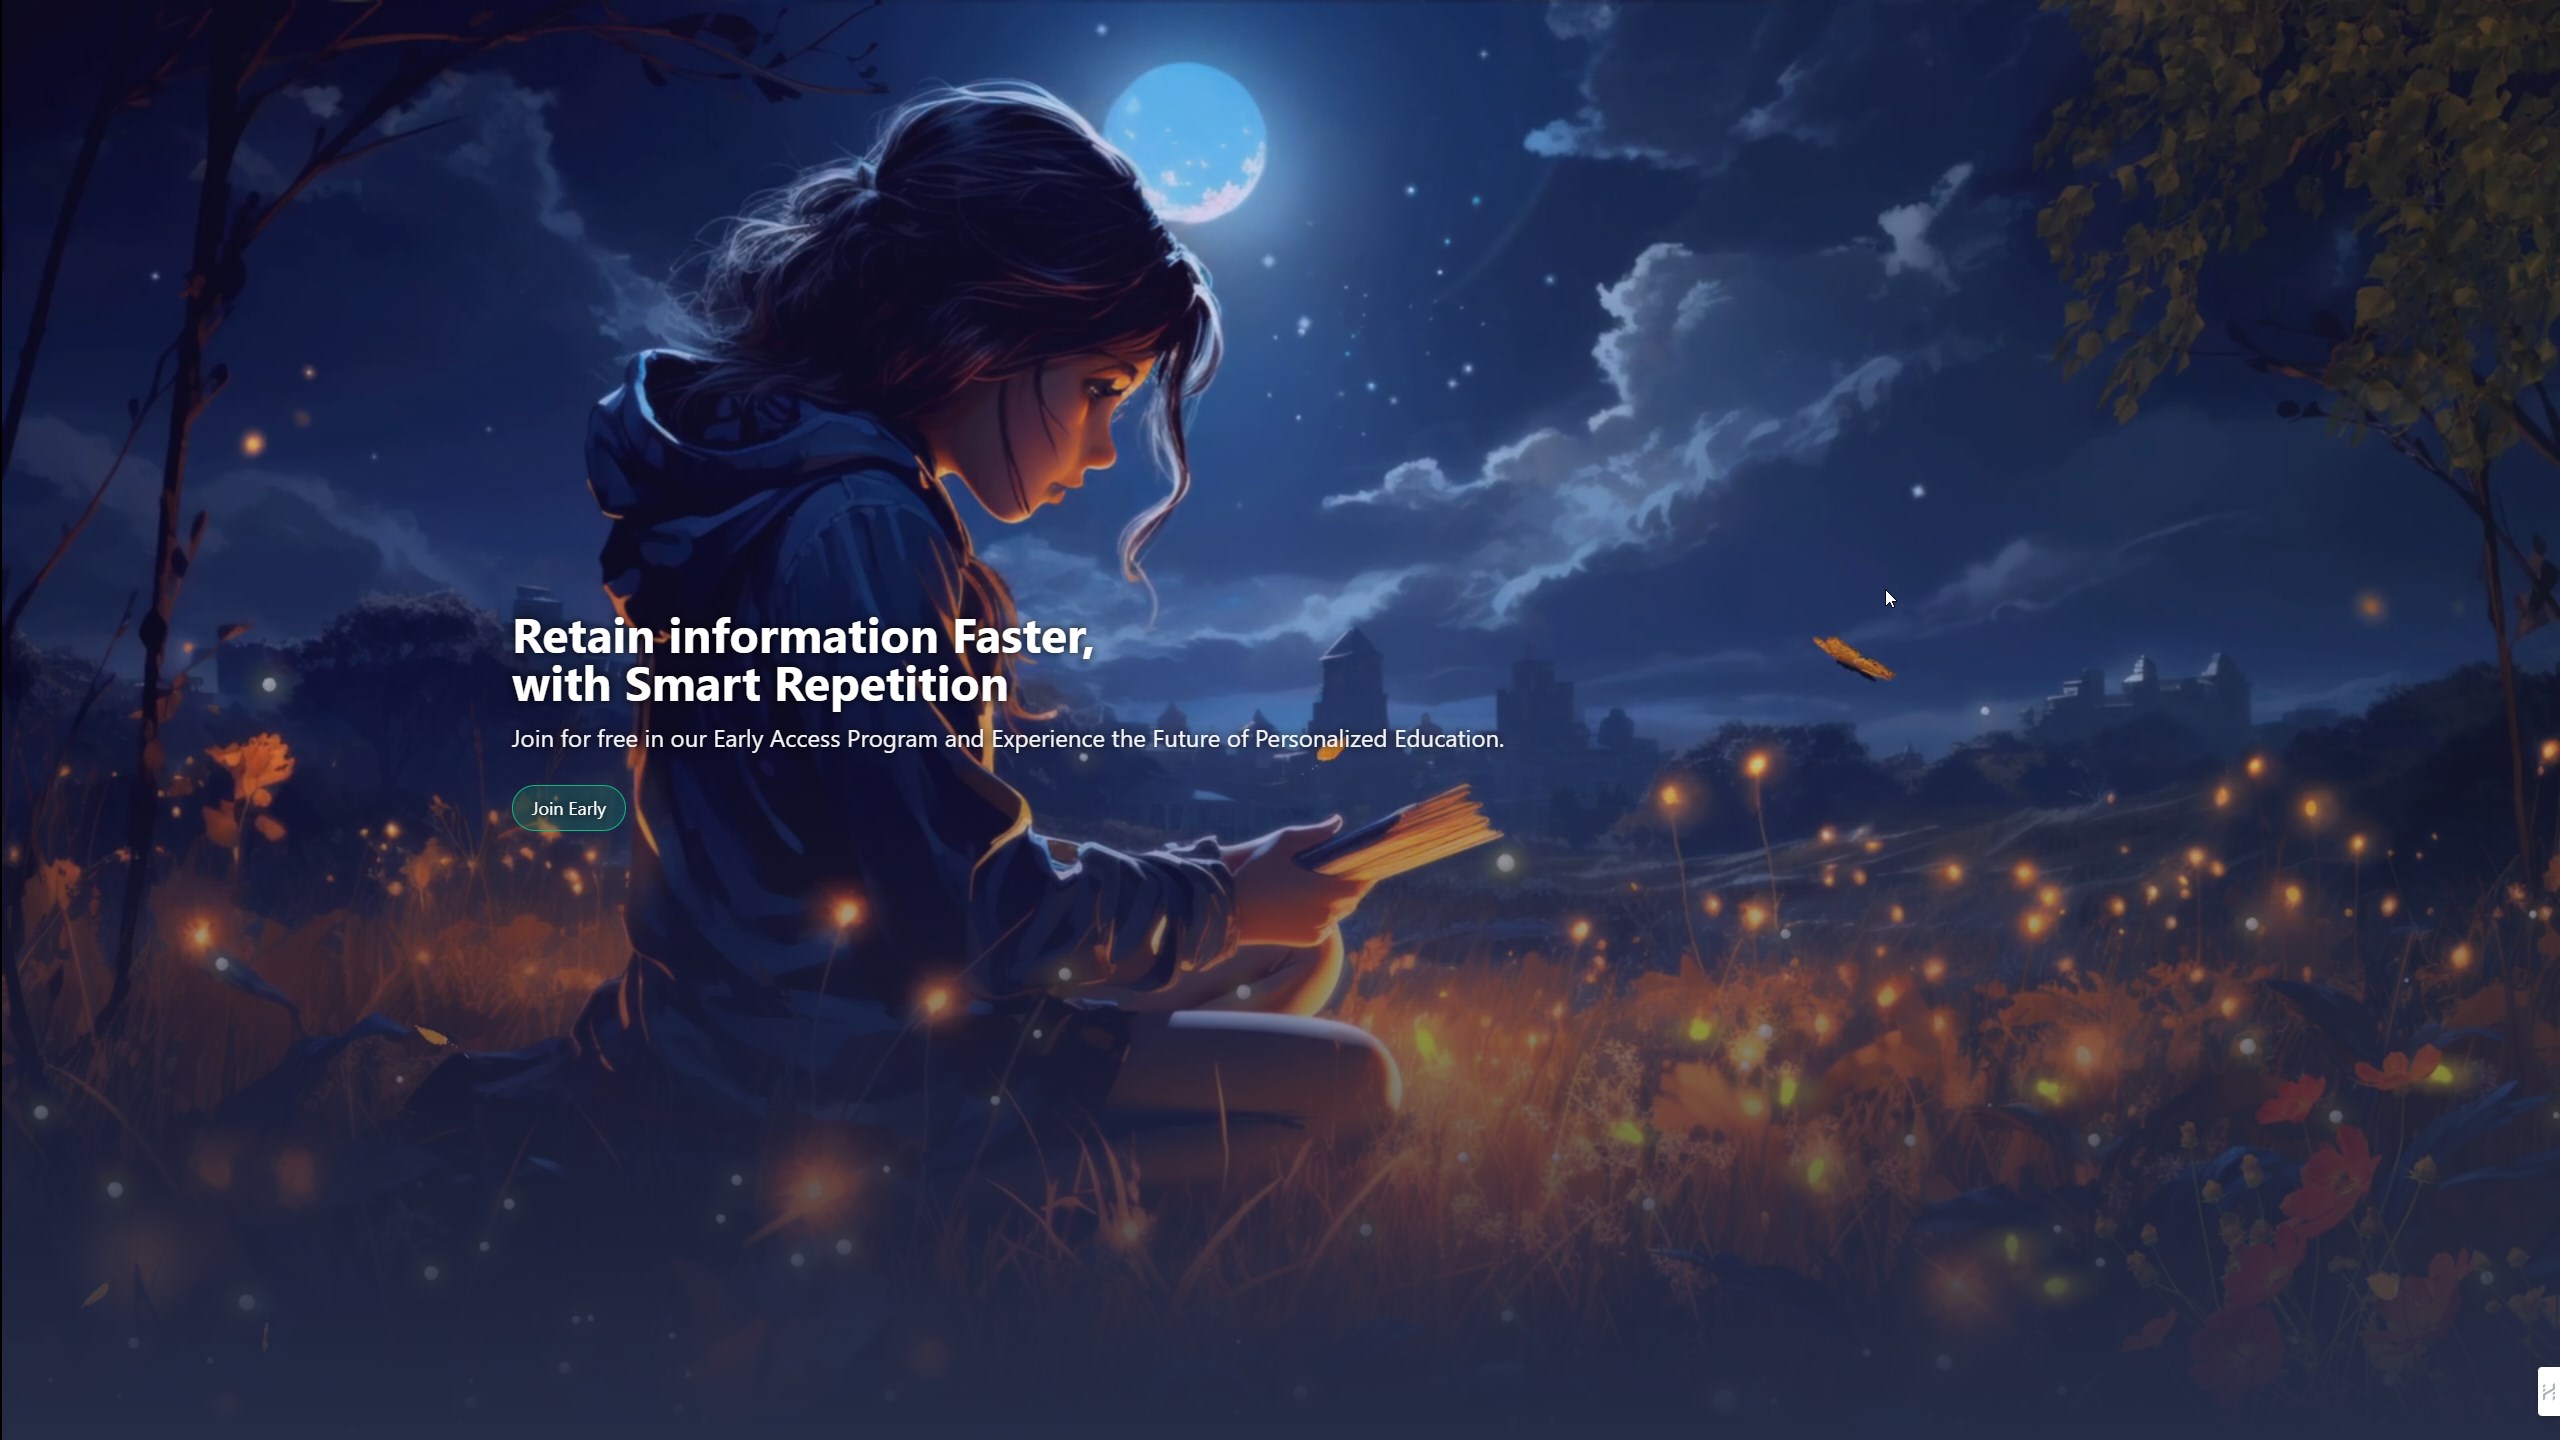 Retain information Faster,
with Smart Repetition
Join for free in our Early Access Program and Experience the Future of Personalized Education.
Join Early